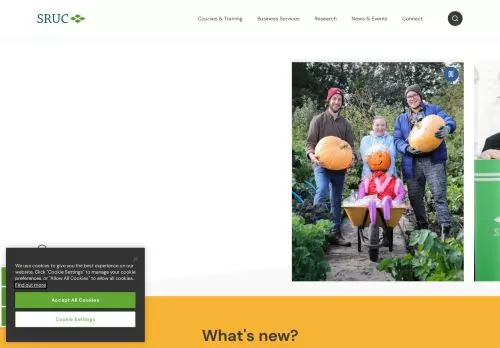 SRUC
Courses & Training
Business Services
Research
News & Events
Connect
We use cookies to give you the best experience on our
website. Click "Cookie Settings" to manage your cookie
preferences, or "Allow All Cookies" to allow all cookies.
Find out more
Accept All Cookies
Cookie Settings
What's new?